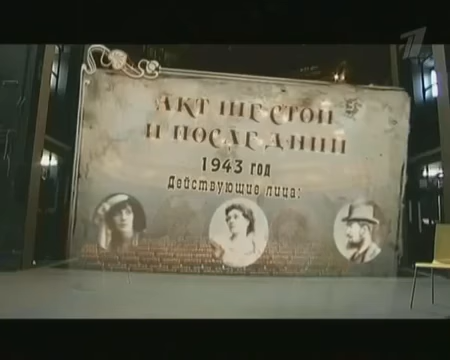 АКТ ШЕСТОЙ
И ПОСЛЕДНИЙ
1943 ГОД
Действующие лица: